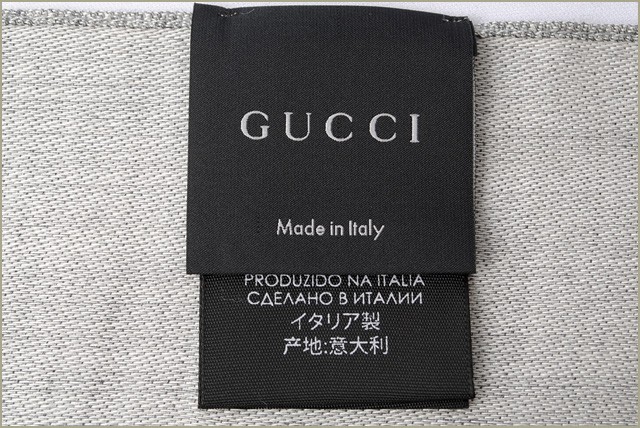 GUCCI
Made in Italy
PRODUZIDO NA ITALIA
СДЕЛАНО В ИТАЛИИ
イタリア製
产地:意大利